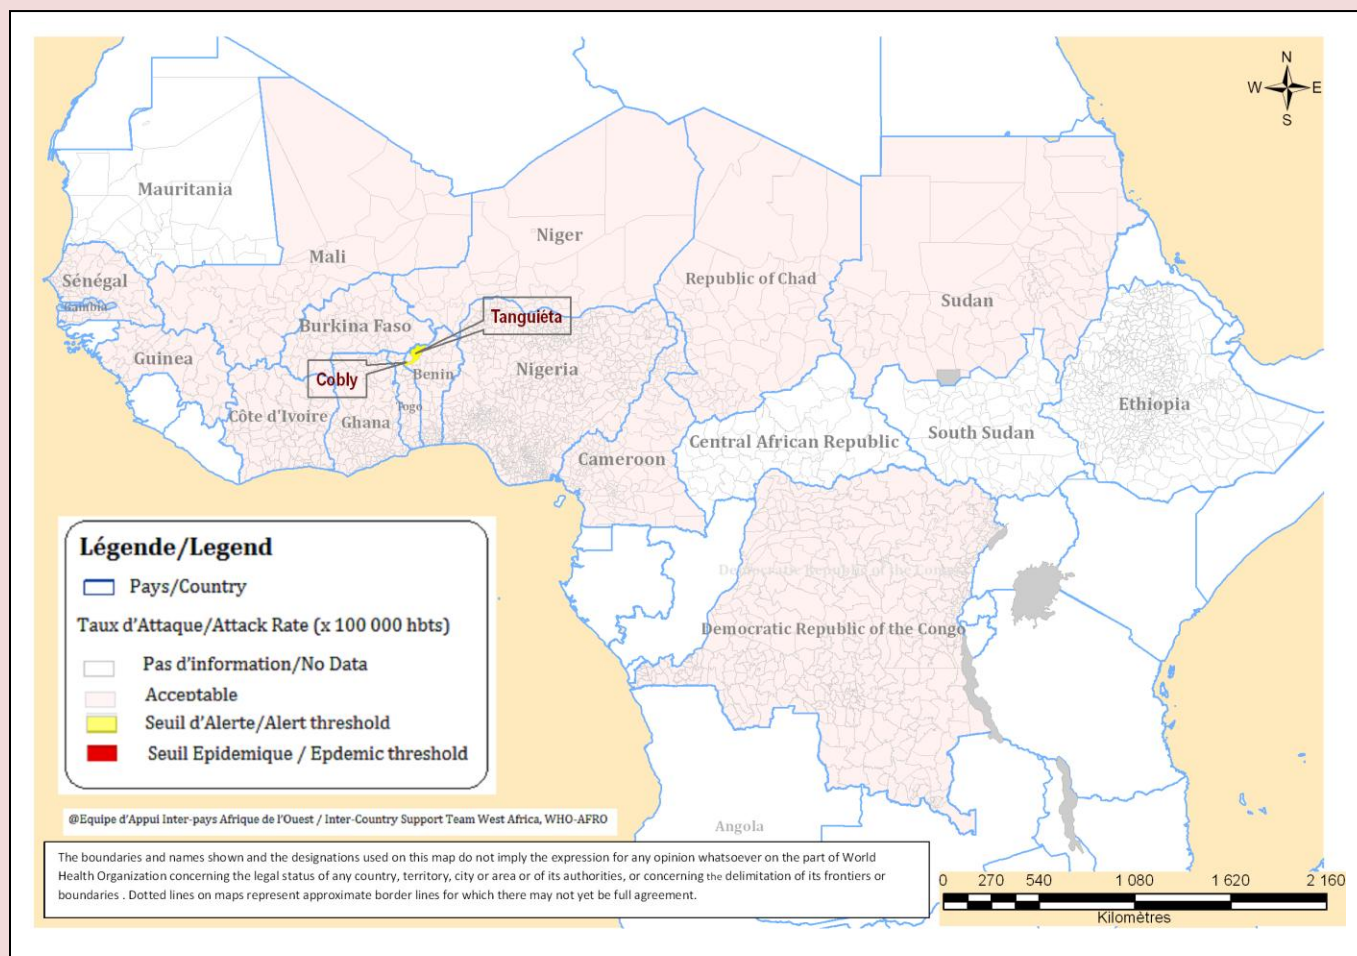 N
W E
S
Mauritania
Mali
Niger
Republic of Chad
Sudan
Sénégal
Gambia
Burkina Faso
Tanguiéta
Guinea
Cobly
Benin
Nigeria
Togo
Côte d'Ivoire
Ghana
Ethiopia
Central African Republic
South Sudan
Cameroon
Democratic Republic of the Congo
Democratic Republic of the Congo
Angola
Légende/Legend
Pays/Country
Taux d'Attaque/Attack Rate (x 100 000 hbts)
Pas d'information/No Data
Acceptable
Seuil d'Alerte/Alert threshold
Seuil Epidemique / Epdemic threshold
@Equipe d'Appui Inter-pays Afrique de l'Ouest / Inter-Country Support Team West Africa, WHO-AFRO
The boundaries and names shown and the designations used on this map do not imply the expression for any opinion whatsoever on the part of World
Health Organization concerning the legal status of any country, territory, city or area or of its authorities, or concerning the delimitation of its frontiers or
boundaries . Dotted lines on maps represent approximate border lines for which there may not yet be full agreement.
0 270 540 1 080 1 620 2 160
Kilomètres